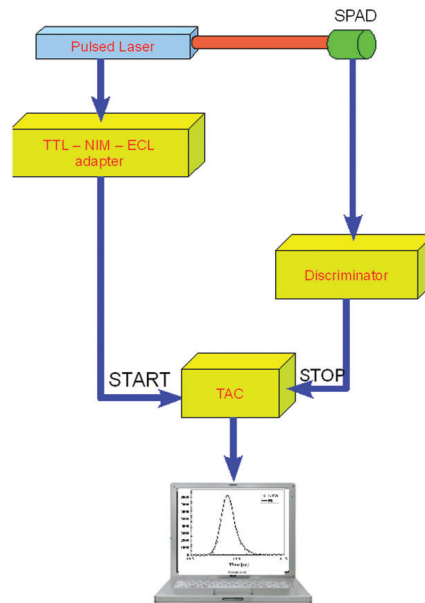 SPAD
Pulsed Laser
TTL – NIM – ECL
adapter
Discriminator
START
STOP
TAC